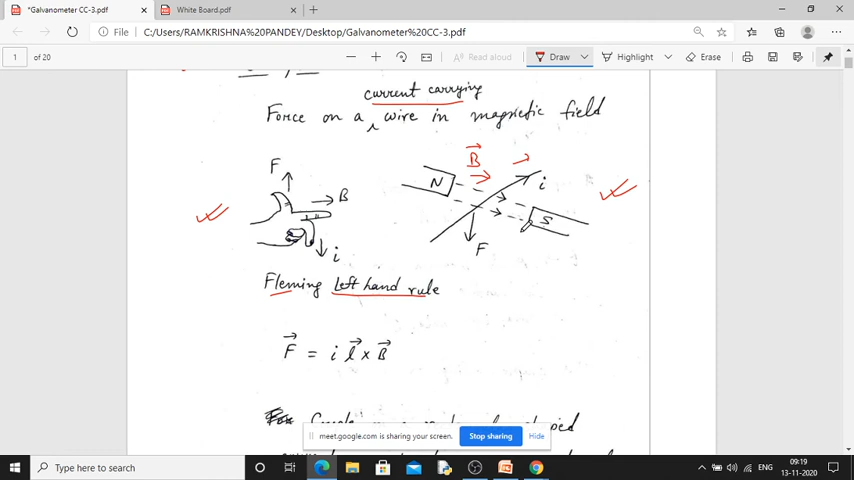 *Galvanometer CC-3.pdf
White Board.pdf
C:/Users/RAMKRISHNA%20PANDEY/Desktop/Galvanometer%20CC-3.pdf
1 of 20
Read aloud
Draw
Highlight
Erase
current carrying
Force on a wire in magnetic field
F
B
i
B
N
i
S
F
Fleming left hand rule
F = i l x B
meet.google.com is sharing your screen.
Stop sharing
Hide
Type here to search
ENG
09:19
13-11-2020